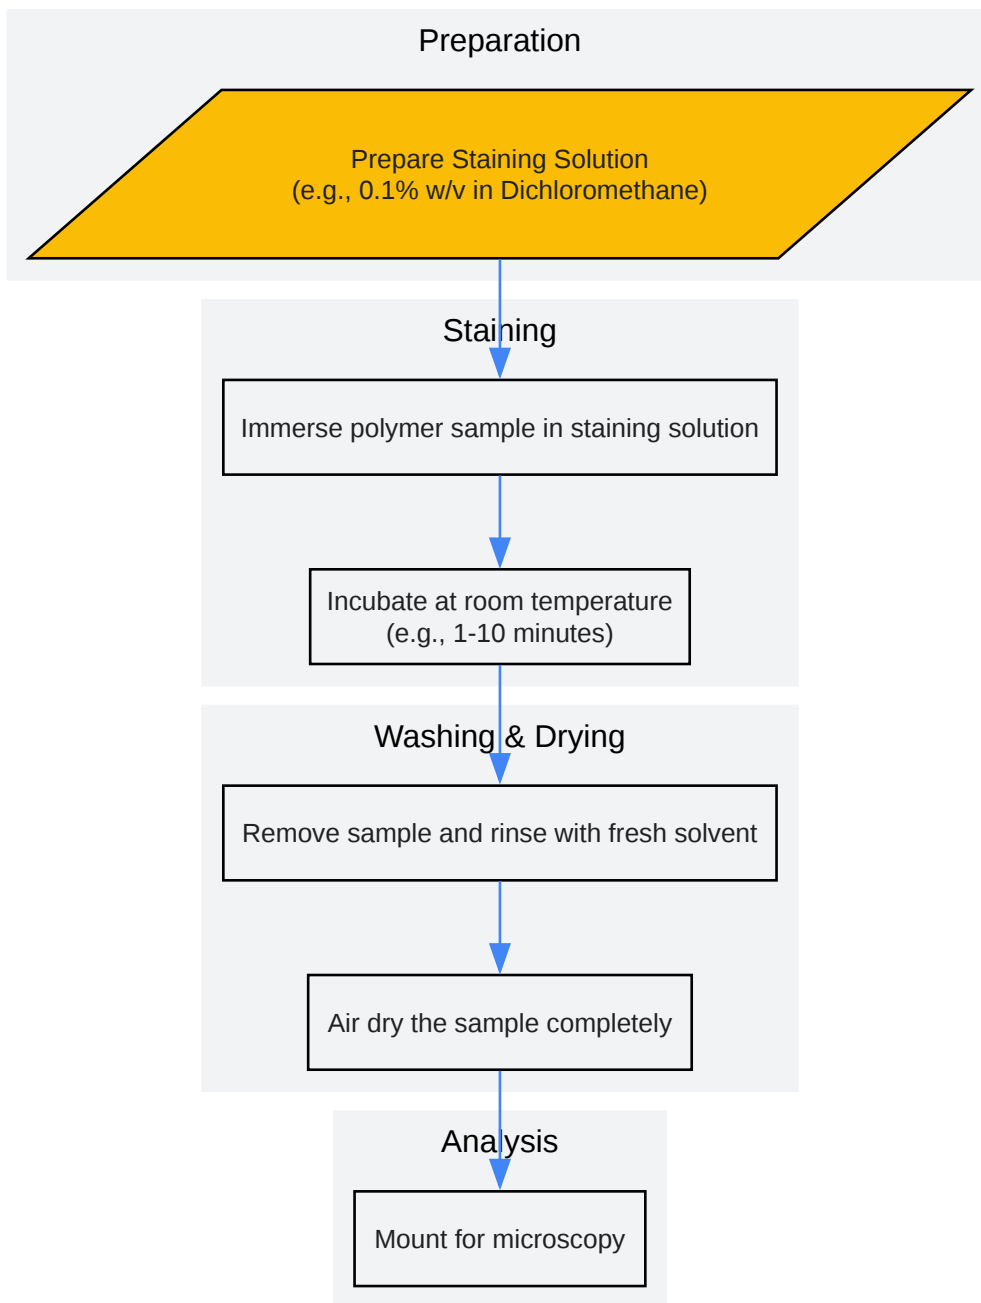 Preparation
Prepare Staining Solution
(e.g., 0.1% w/v in Dichloromethane)
Staining
Immerse polymer sample in staining solution
Incubate at room temperature
(e.g., 1-10 minutes)
Washing & Drying
Remove sample and rinse with fresh solvent
Air dry the sample completely
Analysis
Mount for microscopy